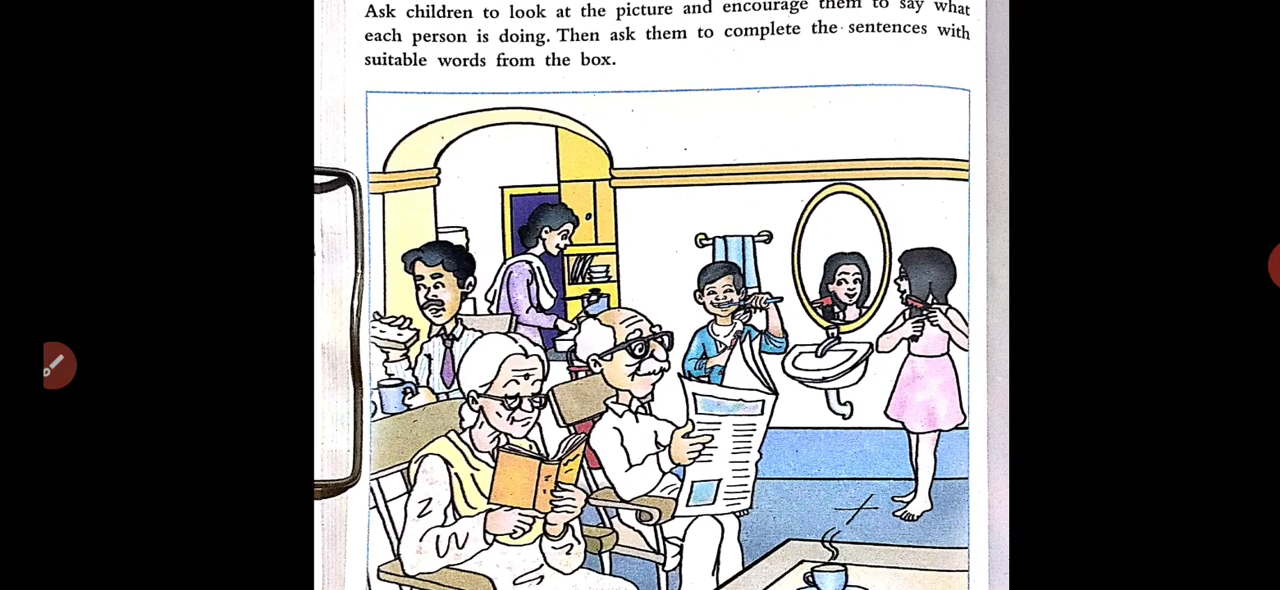 Ask children to look at the picture and encourage them to say what
each person is doing. Then ask them to complete the sentences with
suitable words from the box.